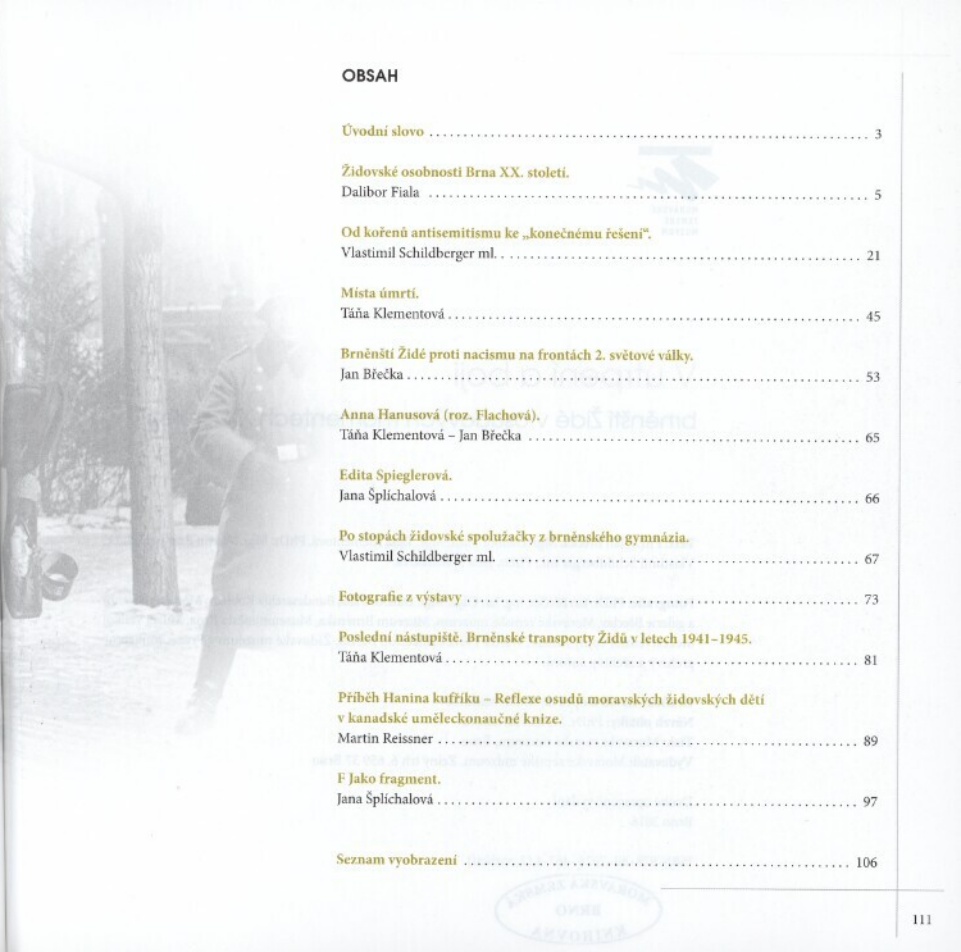 OBSAH
Úvodní slovo ........ 3
Židovské osobnosti Brna XX. století.
Dalibor Fiala ........ 5
Od kořenů antisemitismu ke „konečnému řešení“.
Vlastimil Schildberger ml. ........ 21
Místa úmrtí.
Táňa Klementová ........ 45
Brněnští Židé proti nacismu na frontách 2. světové války.
Jan Břečka ........ 53
Anna Hanusová (roz. Flachová).
Táňa Klementová – Jan Břečka ........ 65
Edita Spieglerová.
Jana Šplíchalová ........ 66
Po stopách židovské spolužačky z brněnského gymnázia.
Vlastimil Schildberger ml. ........ 67
Fotografie z výstavy ........ 73
Poslední nástupiště. Brněnské transporty Židů v letech 1941–1945.
Táňa Klementová ........ 81
Příběh Hanina kufříku – Reflexe osudů moravských židovských dětí
v kanadské uměleckonaučné knize.
Martin Reissner ........ 89
F Jako fragment.
Jana Šplíchalová ........ 97
Seznam vyobrazení ........ 106
111